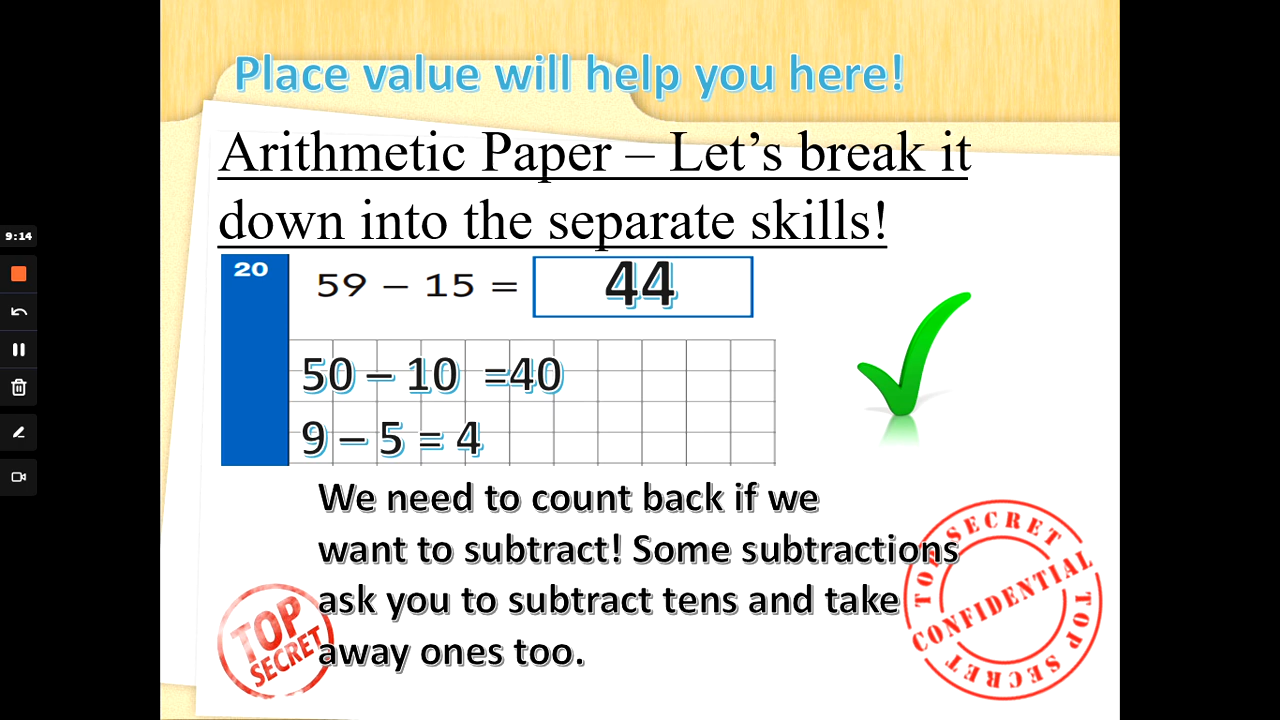 Place value will help you here!
Arithmetic Paper – Let's break it
down into the separate skills!
9:14
20
59 – 15 = 44
50 – 10 =40
9 – 5 = 4
We need to count back if we
want to subtract! Some subtractions
ask you to subtract tens and take
away ones too.
TOP
SECRET
TOP SECRET
CONFIDENTIAL
TOP SECRET